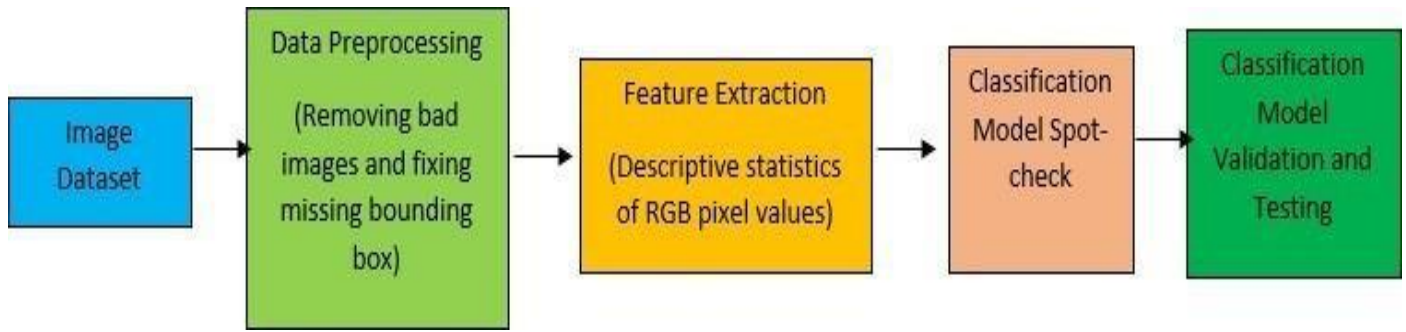 Image
Dataset
Data Preprocessing
(Removing bad
images and fixing
missing bounding
box)
Feature Extraction
(Descriptive statistics
of RGB pixel values)
Classification
Model Spot-
check
Classification
Model
Validation and
Testing